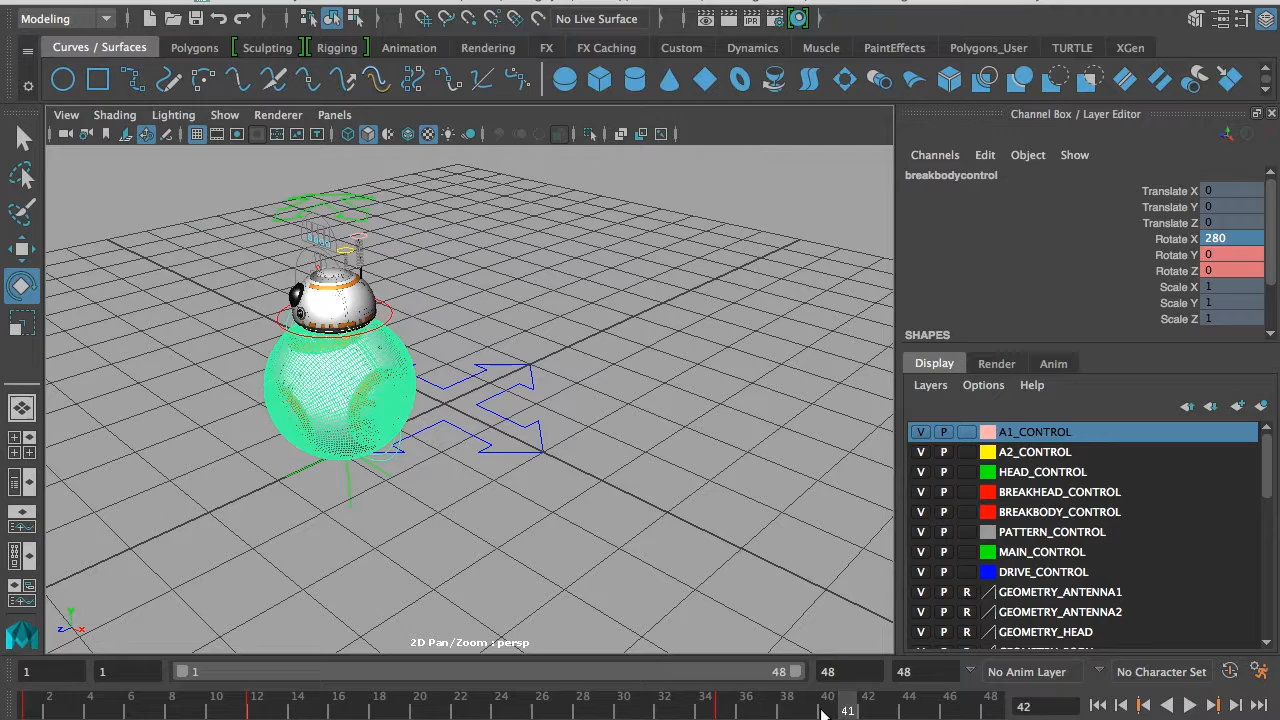 Modeling
No Live Surface
IPR
Curves / Surfaces Polygons Sculpting Rigging Animation Rendering FX FX Caching Custom Dynamics Muscle PaintEffects Polygons_User TURTLE XGen
View Shading Lighting Show Renderer Panels
Channel Box / Layer Editor
Channels Edit Object Show
breakbodycontrol
Translate X 0
Translate Y 0
Translate Z 0
Rotate X 280
Rotate Y 0
Rotate Z 0
Scale X 1
Scale Y 1
Scale Z 1
SHAPES
Display Render Anim
Layers Options Help
V P A1_CONTROL
V P A2_CONTROL
V P HEAD_CONTROL
V P BREAKHEAD_CONTROL
V P BREAKBODY_CONTROL
V P PATTERN_CONTROL
V P MAIN_CONTROL
V P DRIVE_CONTROL
V P R GEOMETRY_ANTENNA1
V P R GEOMETRY_ANTENNA2
V P R GEOMETRY_HEAD
Y
Z X
2D Pan/Zoom : persp
1 1 1 48 48 48 No Anim Layer No Character Set
2 4 6 8 10 12 14 16 18 20 22 24 26 28 30 32 34 36 38 40 42 44 46 48
41
42